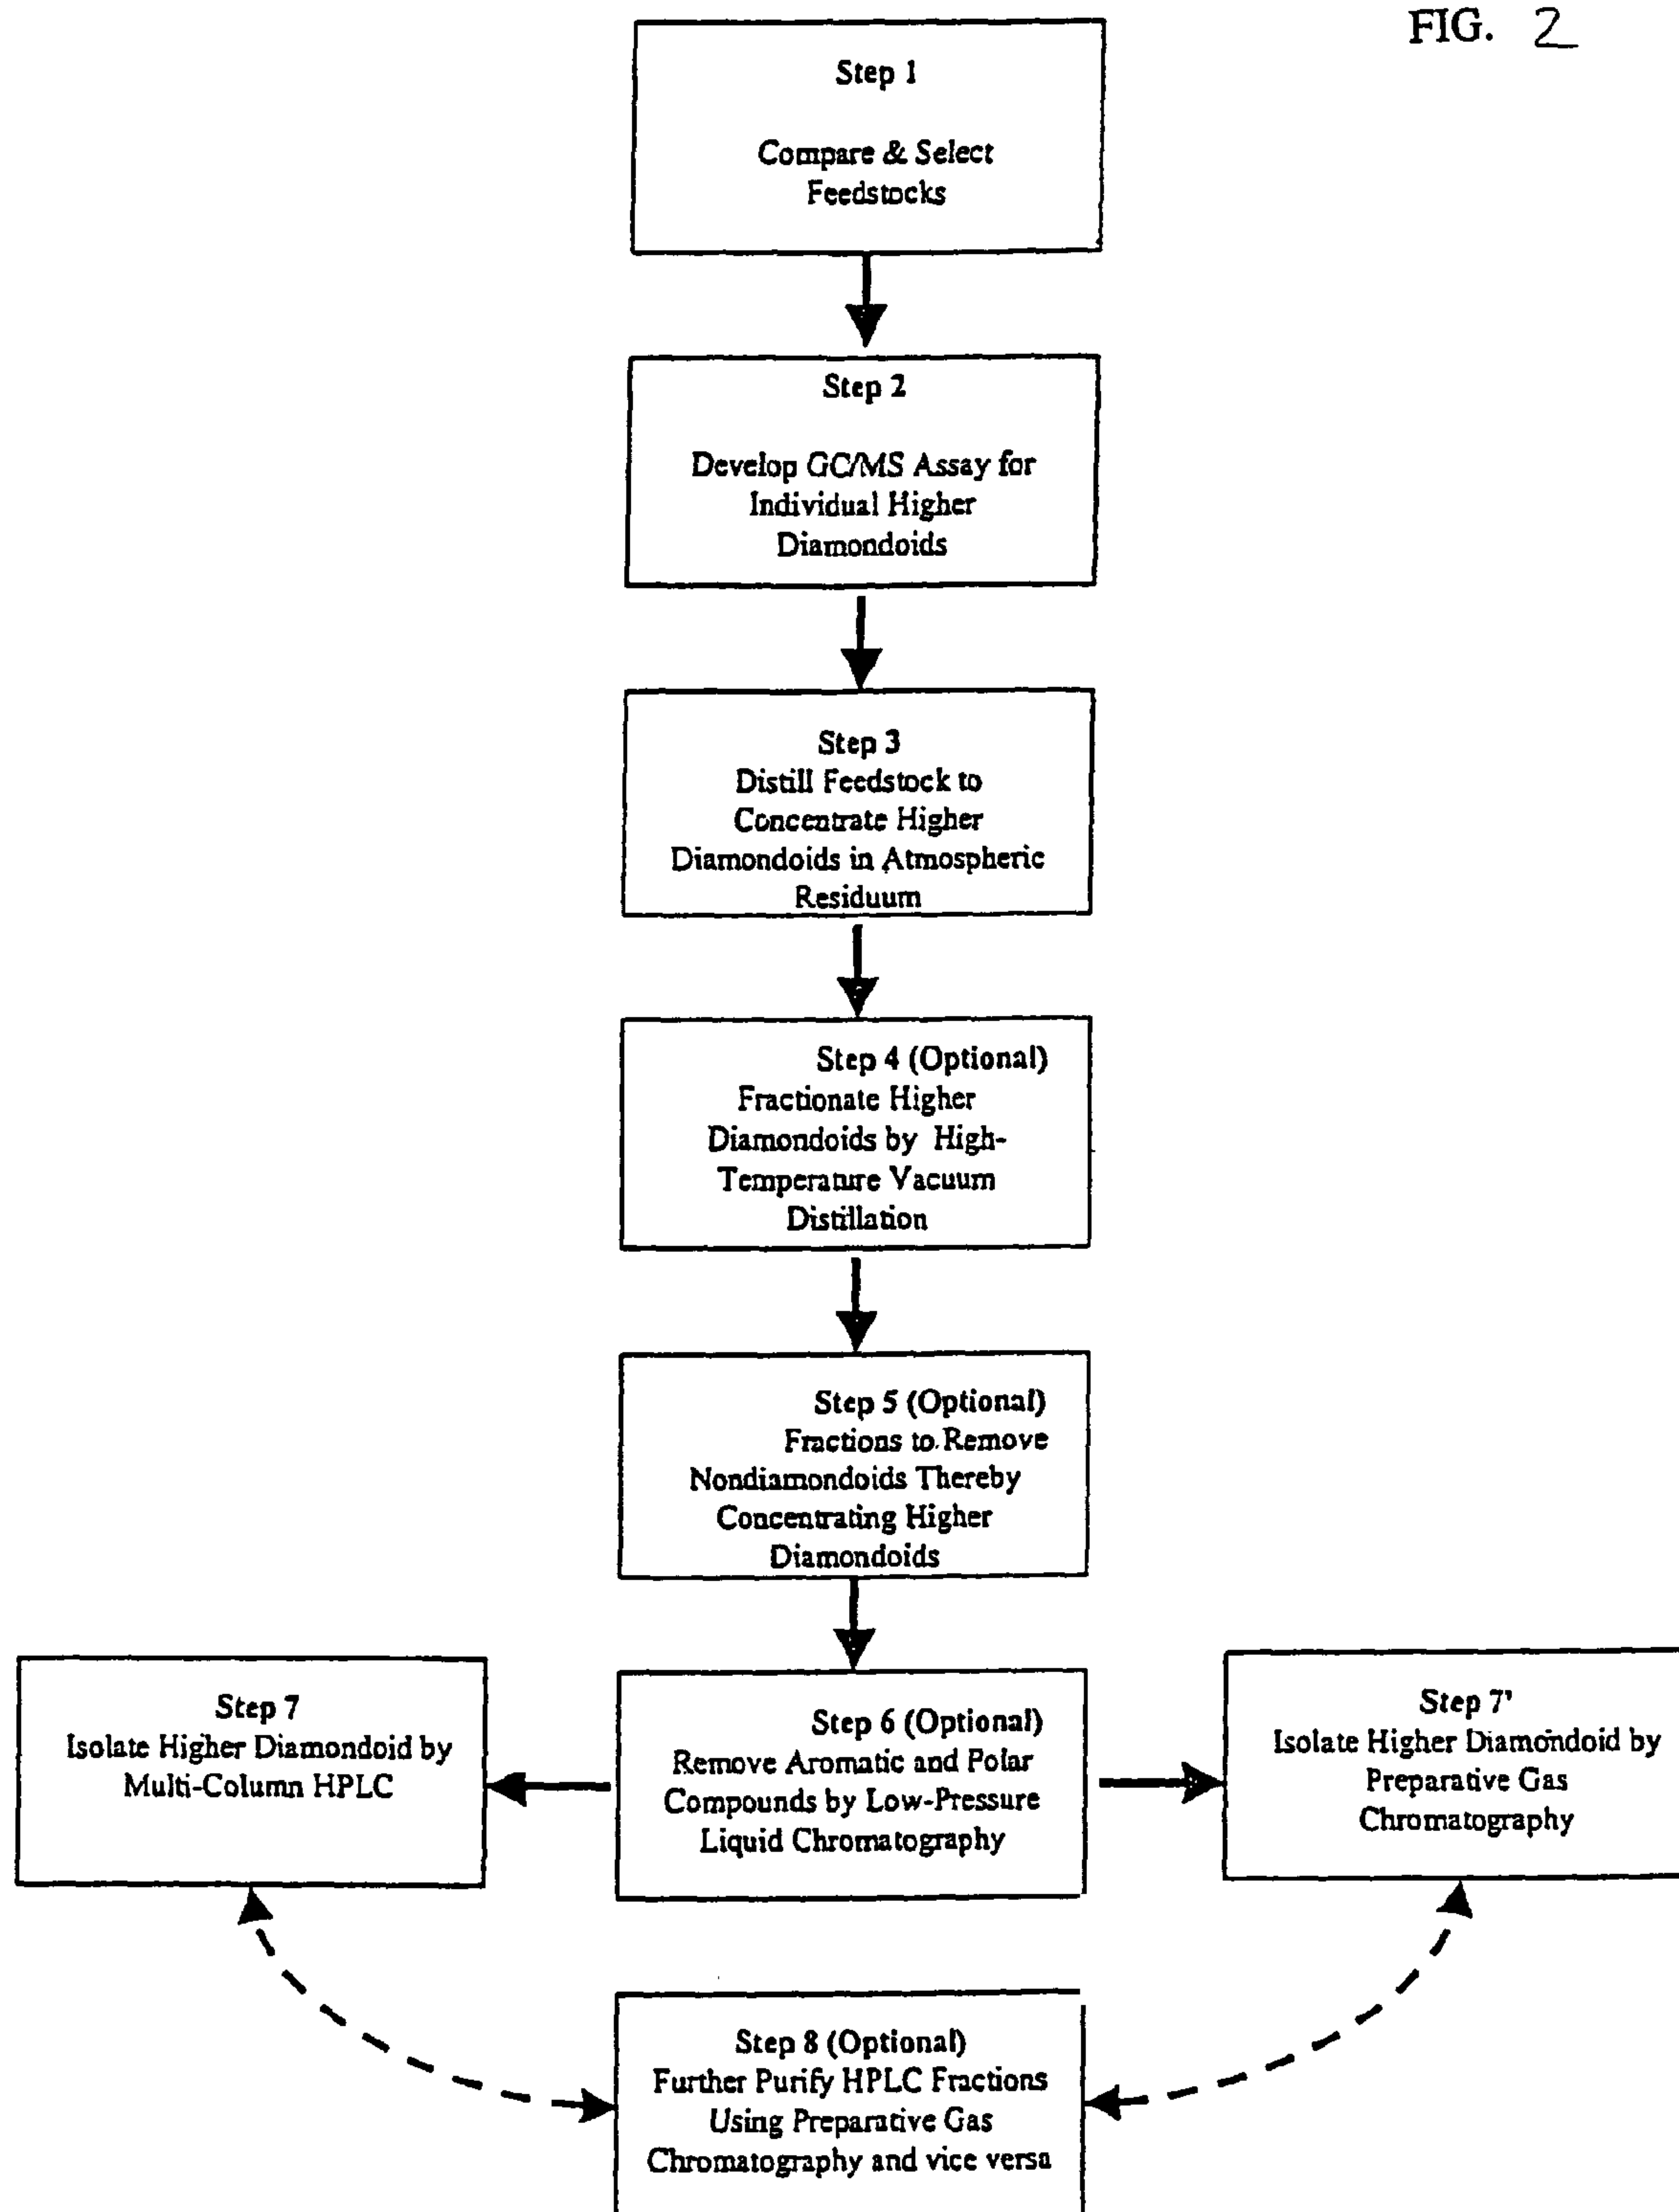 FIG. 2
Step 1
Compare & Select
Feedstocks
Step 2
Develop GC/MS Assay for
Individual Higher
Diamondoids
Step 3
Distill Feedstock to
Concentrate Higher
Diamondoids in Atmospheric
Residuum
Step 4 (Optional)
Fractionate Higher
Diamondoids by High-
Temperature Vacuum
Distillation
Step 5 (Optional)
Fractions to Remove
Nondiamondoids Thereby
Concentrating Higher
Diamondoids
Step 6 (Optional)
Remove Aromatic and Polar
Compounds by Low-Pressure
Liquid Chromatography
Step 7
Isolate Higher Diamondoid by
Multi-Column HPLC
Step 7'
Isolate Higher Diamondoid by
Preparative Gas
Chromatography
Step 8 (Optional)
Further Purify HPLC Fractions
Using Preparative Gas
Chromatography and vice versa